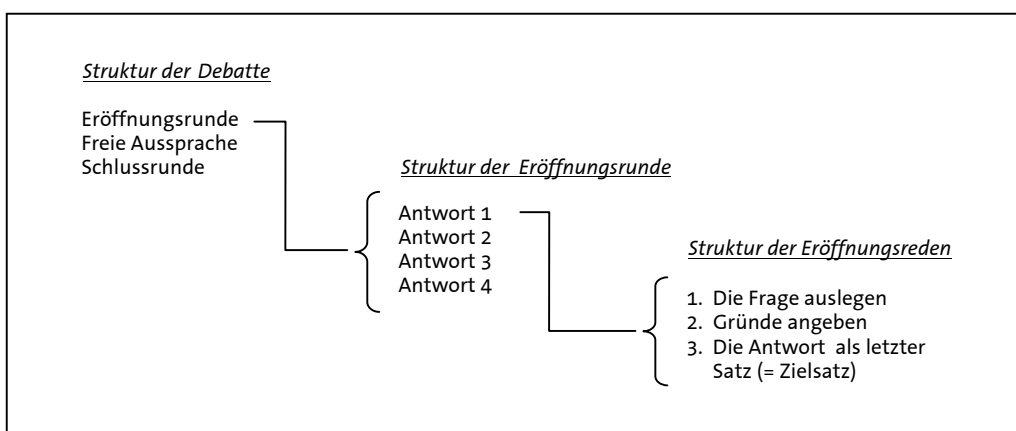 Struktur der Debatte
Eröffnungsrunde
Freie Aussprache
Schlussrunde
Struktur der Eröffnungsrunde
Antwort 1
Antwort 2
Antwort 3
Antwort 4
Struktur der Eröffnungsreden
1. Die Frage auslegen
2. Gründe angeben
3. Die Antwort als letzter
Satz (= Zielsatz)